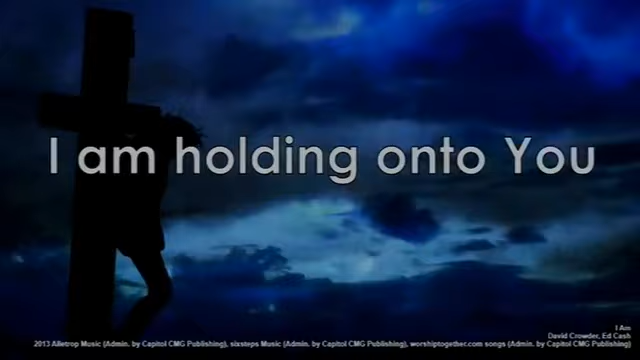 I am holding onto You
I Am
David Crowder, Ed Cash
2013 Alletrop Music (Admin. by Capitol CMG Publishing), sixsteps Music (Admin. by Capitol CMG Publishing), worshiptogether.com songs (Admin. by Capitol CMG Publishing)